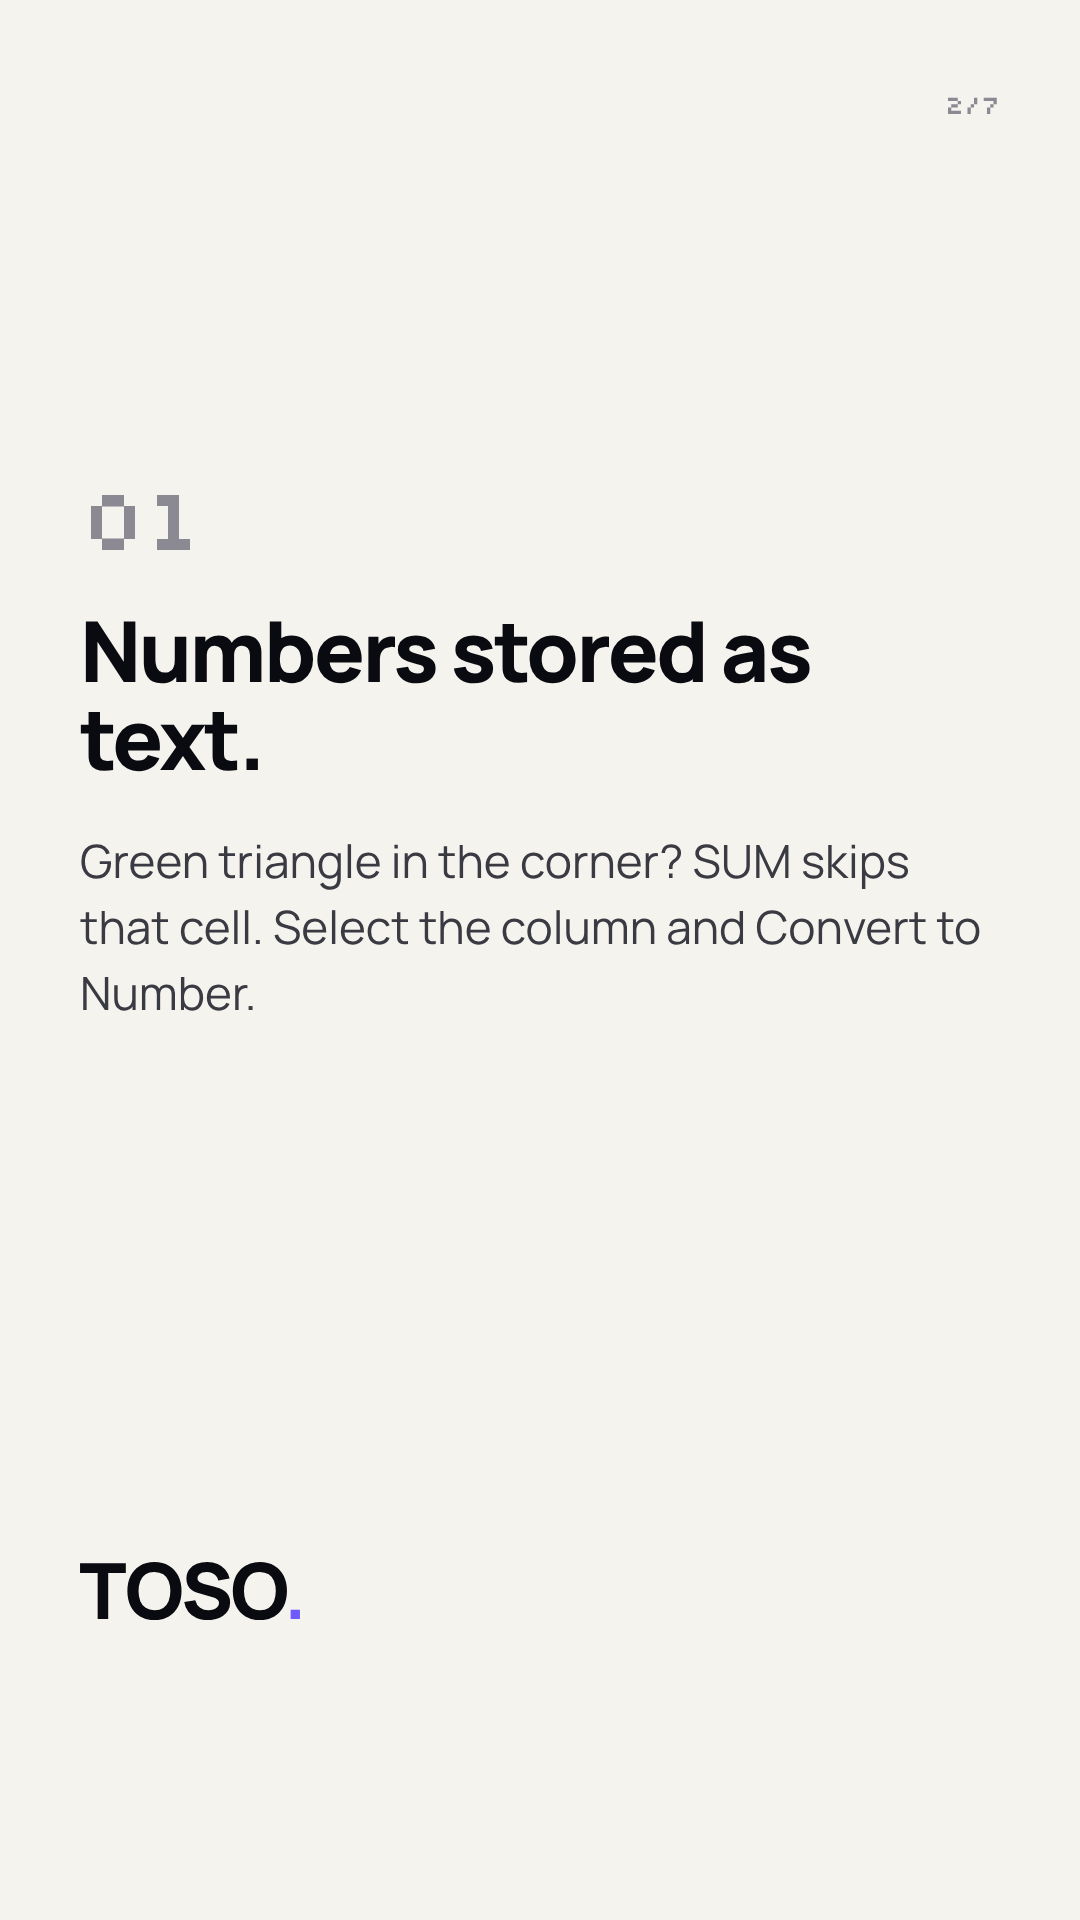 2/7
01
Numbers stored as
text.
Green triangle in the corner? SUM skips
that cell. Select the column and Convert to
Number.
TOSO.